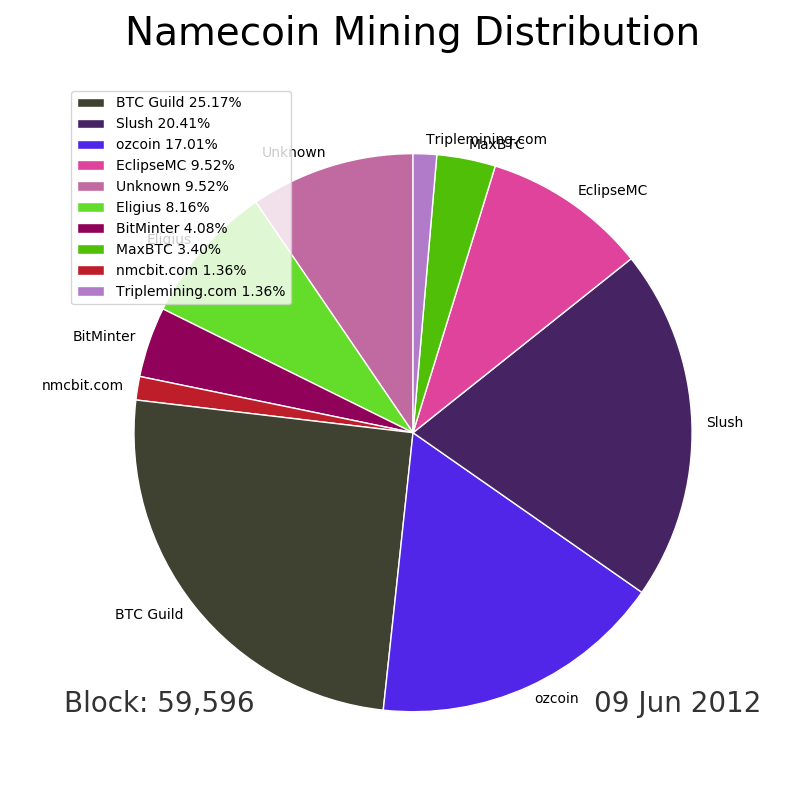 Namecoin Mining Distribution
BTC Guild 25.17%
Slush 20.41%
ozcoin 17.01%
EclipseMC 9.52%
Unknown 9.52%
Eligius 8.16%
BitMinter 4.08%
MaxBTC 3.40%
nmcbit.com 1.36%
Triplemining.com 1.36%
Triplemining.com
MaxBTC
Unknown
EclipseMC
Eligius
BitMinter
nmcbit.com
Slush
BTC Guild
ozcoin
Block: 59,596
09 Jun 2012